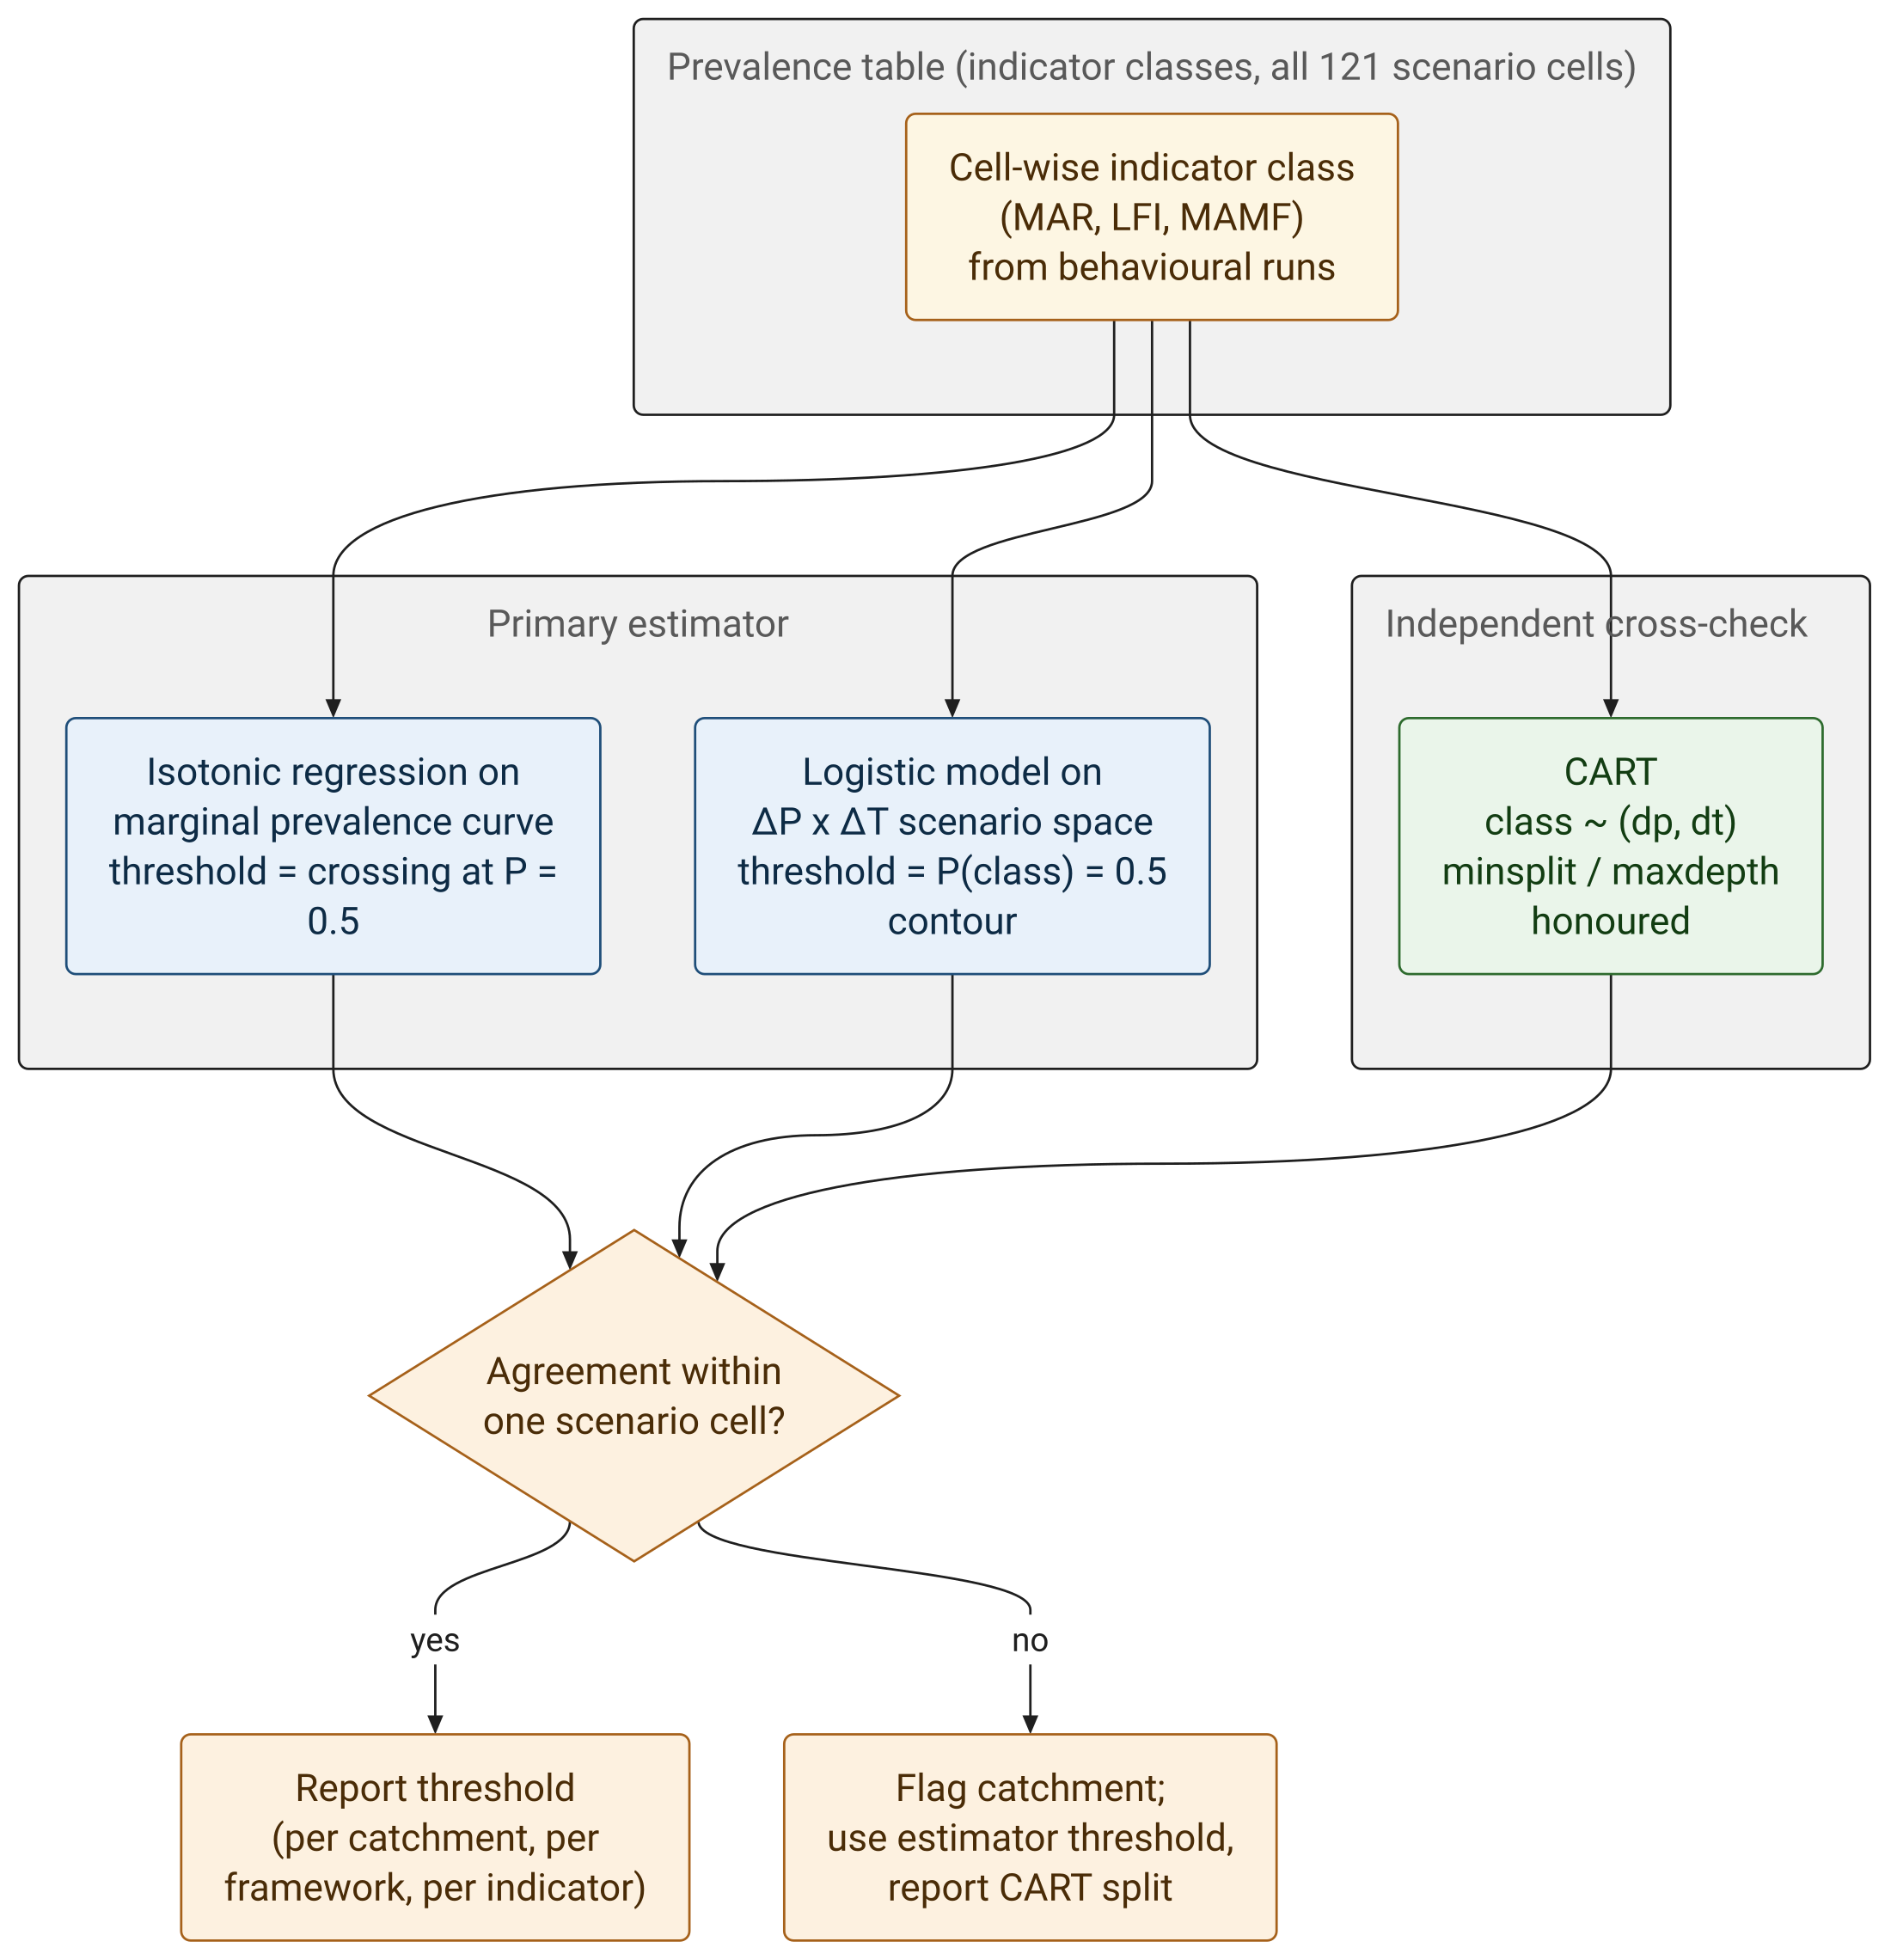 Prevalence table (indicator classes, all 121 scenario cells)
Cell-wise indicator class
(MAR, LFI, MAMF)
from behavioural runs
Primary estimator
Independent cross-check
Isotonic regression on
marginal prevalence curve
threshold = crossing at P =
0.5
Logistic model on
ΔP x ΔT scenario space
threshold = P(class) = 0.5
contour
CART
class ~ (dp, dt)
minsplit / maxdepth
honoured
Agreement within
one scenario cell?
yes
no
Report threshold
(per catchment, per
framework, per indicator)
Flag catchment;
use estimator threshold,
report CART split